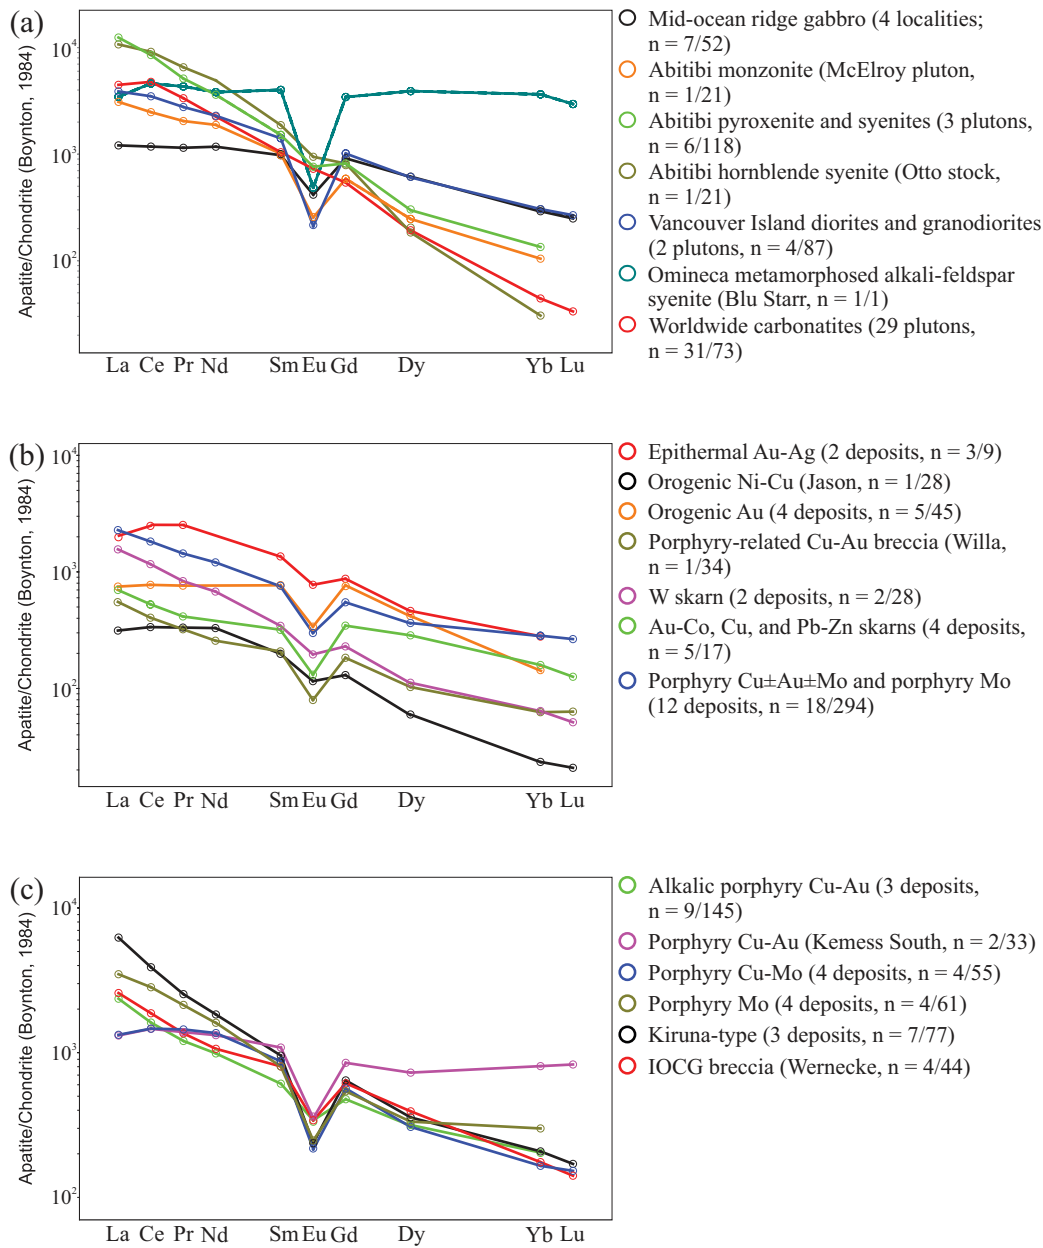 (a)
Apatite/Chondrite (Boynton, 1984)
10^4
10^3
10^2
La Ce Pr Nd Sm Eu Gd Dy Yb Lu
Mid-ocean ridge gabbro (4 localities;
n = 7/52)
Abitibi monzonite (McElroy pluton,
n = 1/21)
Abitibi pyroxenite and syenites (3 plutons,
n = 6/118)
Abitibi hornblende syenite (Otto stock,
n = 1/21)
Vancouver Island diorites and granodiorites
(2 plutons, n = 4/87)
Omineca metamorphosed alkali-feldspar
syenite (Blu Starr, n = 1/1)
Worldwide carbonatites (29 plutons,
n = 31/73)
(b)
Apatite/Chondrite (Boynton, 1984)
10^4
10^3
10^2
La Ce Pr Nd Sm Eu Gd Dy Yb Lu
Epithermal Au-Ag (2 deposits, n = 3/9)
Orogenic Ni-Cu (Jason, n = 1/28)
Orogenic Au (4 deposits, n = 5/45)
Porphyry-related Cu-Au breccia (Willa,
n = 1/34)
W skarn (2 deposits, n = 2/28)
Au-Co, Cu, and Pb-Zn skarns (4 deposits,
n = 5/17)
Porphyry Cu±Au±Mo and porphyry Mo
(12 deposits, n = 18/294)
(c)
Apatite/Chondrite (Boynton, 1984)
10^4
10^3
10^2
La Ce Pr Nd Sm Eu Gd Dy Yb Lu
Alkalic porphyry Cu-Au (3 deposits,
n = 9/145)
Porphyry Cu-Au (Kemess South, n = 2/33)
Porphyry Cu-Mo (4 deposits, n = 4/55)
Porphyry Mo (4 deposits, n = 4/61)
Kiruna-type (3 deposits, n = 7/77)
IOCG breccia (Wernecke, n = 4/44)